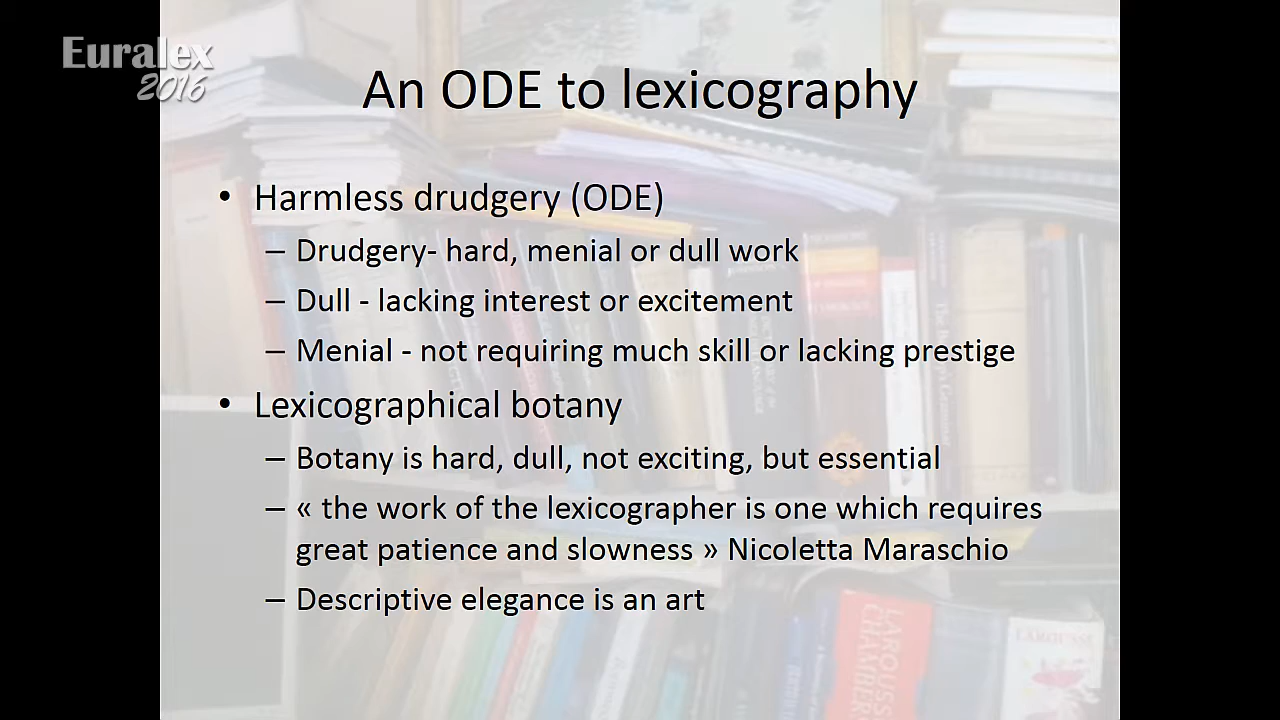 Euralex
2016
An ODE to lexicography
• Harmless drudgery (ODE)
– Drudgery- hard, menial or dull work
– Dull - lacking interest or excitement
– Menial - not requiring much skill or lacking prestige
• Lexicographical botany
– Botany is hard, dull, not exciting, but essential
– « the work of the lexicographer is one which requires
great patience and slowness » Nicoletta Maraschio
– Descriptive elegance is an art
LAROUSSE